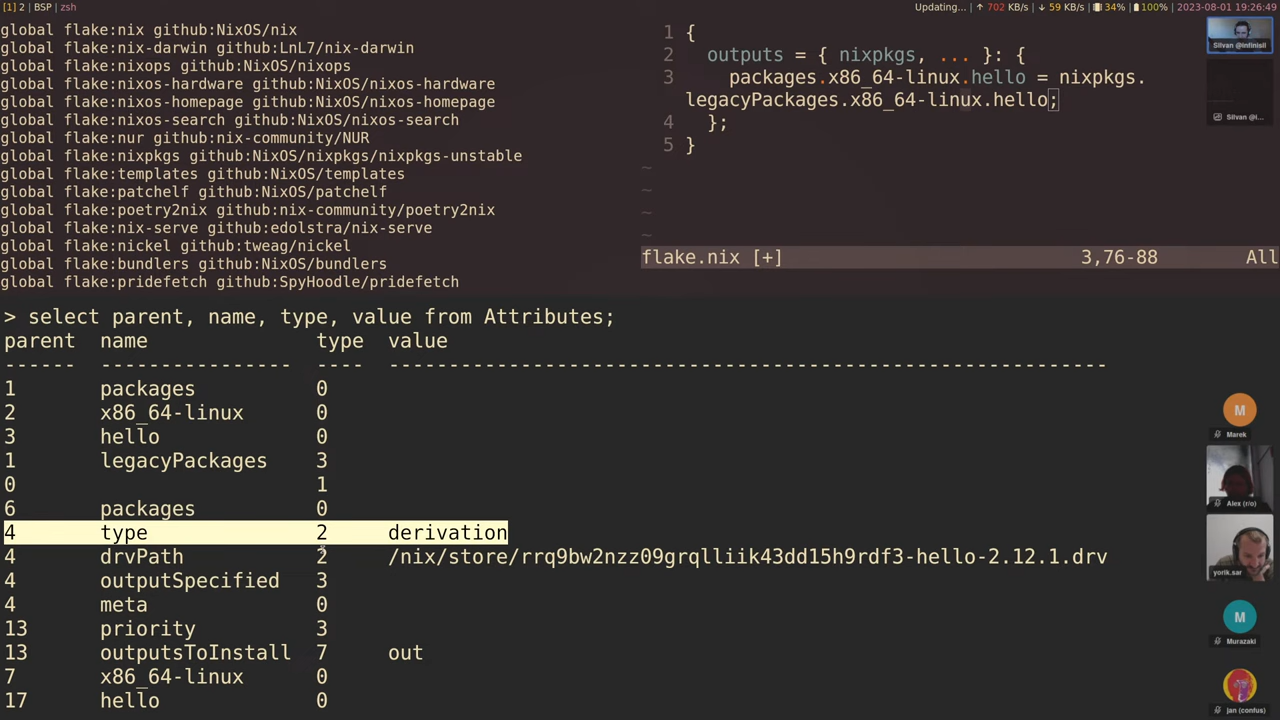 [1] 2 | BSP | zsh
Updating... | ↑ 702 KB/s | ↓ 59 KB/s | 34% | 100% | 2023-08-01 19:26:49
global flake:nix github:NixOS/nix
global flake:nix-darwin github:LnL7/nix-darwin
global flake:nixops github:NixOS/nixops
global flake:nixos-hardware github:NixOS/nixos-hardware
global flake:nixos-homepage github:NixOS/nixos-homepage
global flake:nixos-search github:NixOS/nixos-search
global flake:nur github:nix-community/NUR
global flake:nixpkgs github:NixOS/nixpkgs/nixpkgs-unstable
global flake:templates github:NixOS/templates
global flake:patchelf github:NixOS/patchelf
global flake:poetry2nix github:nix-community/poetry2nix
global flake:nix-serve github:edolstra/nix-serve
global flake:nickel github:tweag/nickel
global flake:bundlers github:NixOS/bundlers
global flake:pridefetch github:SpyHoodle/pridefetch
1 {
2 outputs = { nixpkgs, ... }: {
3 packages.x86_64-linux.hello = nixpkgs.
legacyPackages.x86_64-linux.hello;
4 };
5 }
~
~
~
~
flake.nix [+] 3,76-88 All
> select parent, name, type, value from Attributes;
parent name type value
------ ---------------- ---- ------------------------------------------------------------
1 packages 0
2 x86_64-linux 0
3 hello 0
1 legacyPackages 3
0 1
6 packages 0
4 type 2 derivation
4 drvPath 2 /nix/store/rrq9bw2nzz09grqlliik43dd15h9rdf3-hello-2.12.1.drv
4 outputSpecified 3
4 meta 0
13 priority 3
13 outputsToInstall 7 out
7 x86_64-linux 0
17 hello 0
Silvan @infinisil
Silvan @i...
M
Marek
Alex (r/o)
yorik.sar
M
Murazaki
jan (confus)